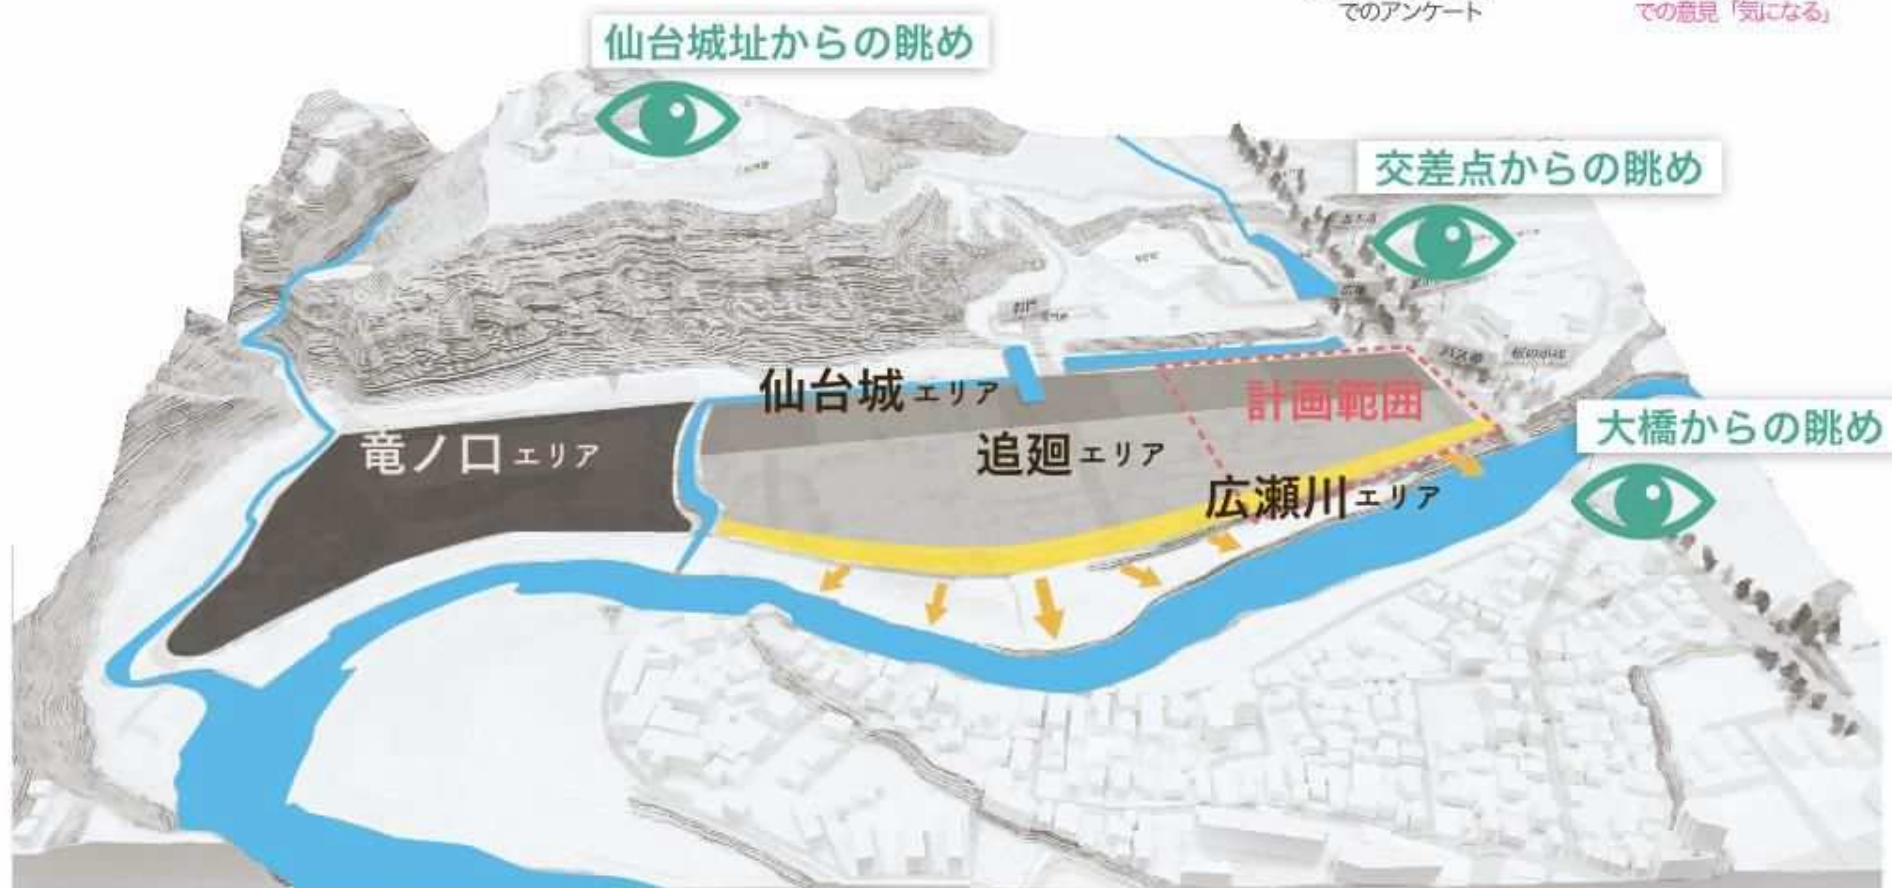 でのアンケート
での意見「気になる」
仙台城址からの眺め
交差点からの眺め
大橋からの眺め
仙台城エリア
計画範囲
竜ノ口エリア
追廻エリア
広瀬川エリア